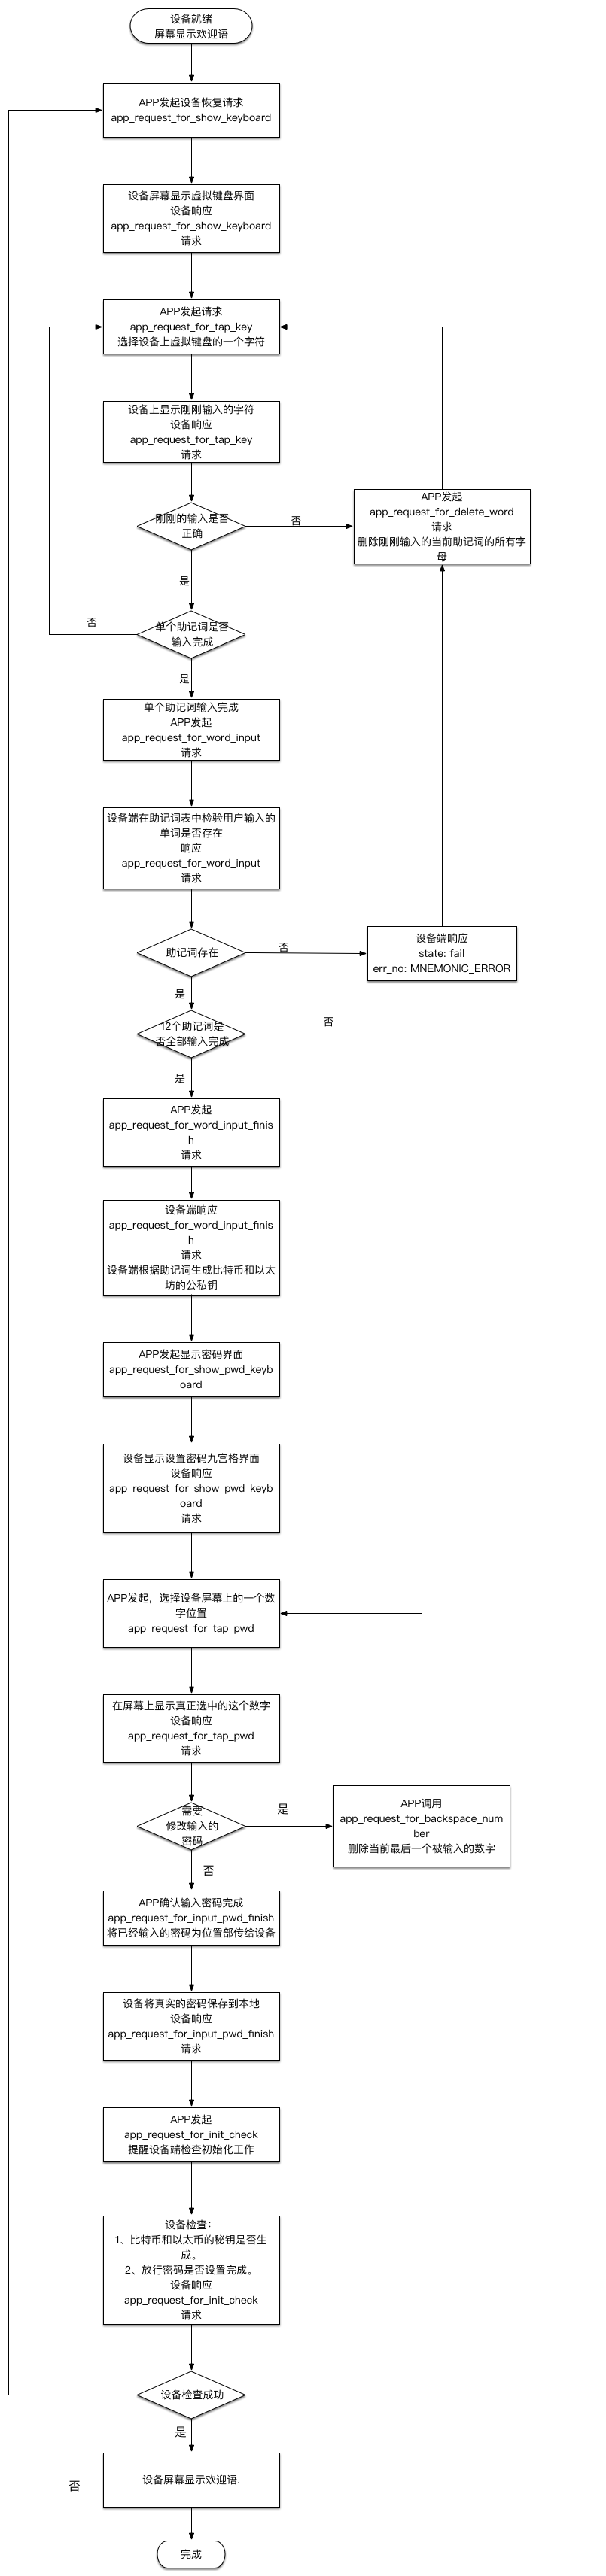 设备就绪
屏幕显示欢迎语
APP发起设备恢复请求
app_request_for_show_keyboard
设备屏幕显示虚拟键盘界面
设备响应
app_request_for_show_keyboard
请求
APP发起请求
app_request_for_tap_key
选择设备上虚拟键盘的一个字符
设备上显示刚刚输入的字符
设备响应
app_request_for_tap_key
请求
刚刚的输入是否
正确
否
APP发起
app_request_for_delete_word
请求
删除刚刚输入的当前助记词的所有字
母
是
单个助记词是否
输入完成
否
是
单个助记词输入完成
APP发起
app_request_for_word_input
请求
设备端在助记词表中检验用户输入的
单词是否存在
响应
app_request_for_word_input
请求
助记词存在
否
设备端响应
state: fail
err_no: MNEMONIC_ERROR
是
12个助记词是
否全部输入完成
否
是
APP发起
app_request_for_word_input_finis
h
请求
设备端响应
app_request_for_word_input_finis
h
请求
设备端根据助记词生成比特币和以太
坊的公私钥
APP发起显示密码界面
app_request_for_show_pwd_keyb
oard
设备显示设置密码九宫格界面
设备响应
app_request_for_show_pwd_keyb
oard
请求
APP发起，选择设备屏幕上的一个数
字位置
app_request_for_tap_pwd
在屏幕上显示真正选中的这个数字
设备响应
app_request_for_tap_pwd
请求
需要
修改输入的
密码
是
APP调用
app_request_for_backspace_num
ber
删除当前最后一个被输入的数字
否
APP确认输入密码完成
app_request_for_input_pwd_finish
将已经输入的密码为位置部传给设备
设备将真实的密码保存到本地
设备响应
app_request_for_input_pwd_finish
请求
APP发起
app_request_for_init_check
提醒设备端检查初始化工作
设备检查：
1、比特币和以太币的秘钥是否生
成。
2、放行密码是否设置完成。
设备响应
app_request_for_init_check
请求
设备检查成功
是
设备屏幕显示欢迎语.
否
完成